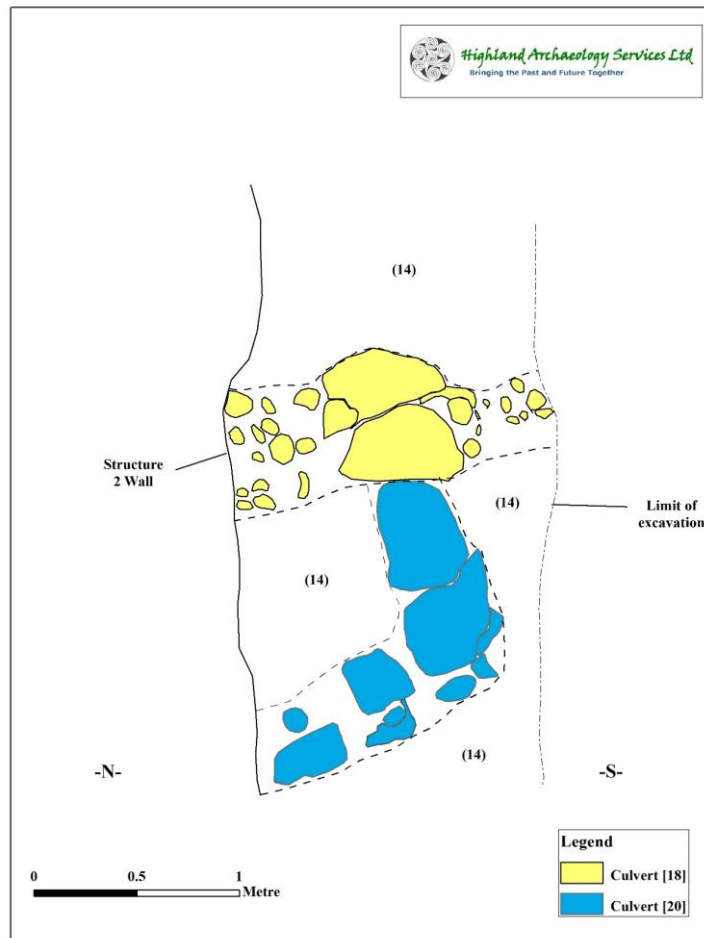 Highland Archaeology Services Ltd
Bringing the Past and Future Together
(14)
Structure
2 Wall
(14)
Limit of
excavation
(14)
(14)
-N-
-S-
0
0.5
1
Metre
Legend
Culvert [18]
Culvert [20]